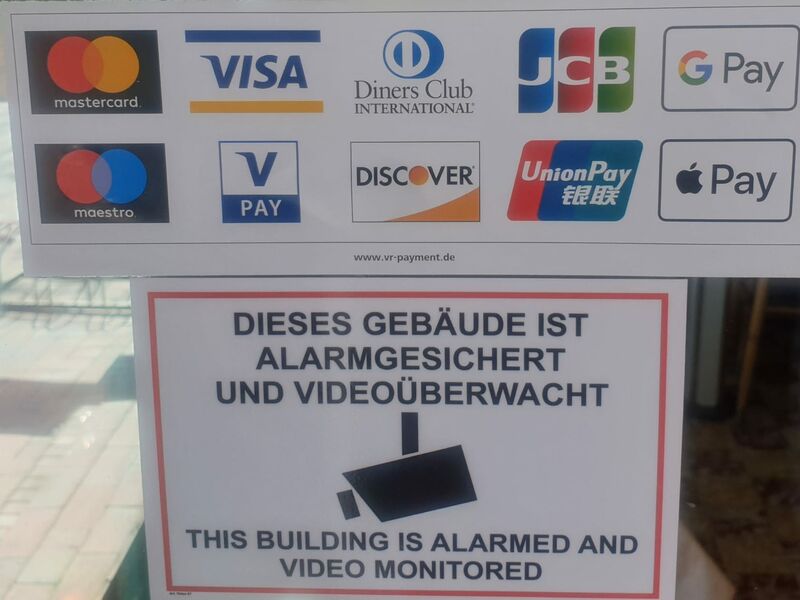 mastercard
VISA
Diners Club
INTERNATIONAL
JCB
G Pay
maestro
V
PAY
DISCOVER
UnionPay
银联
Pay
www.vr-payment.de
DIESES GEBÄUDE IST
ALARMGESICHERT
UND VIDEOÜBERWACHT
THIS BUILDING IS ALARMED AND
VIDEO MONITORED